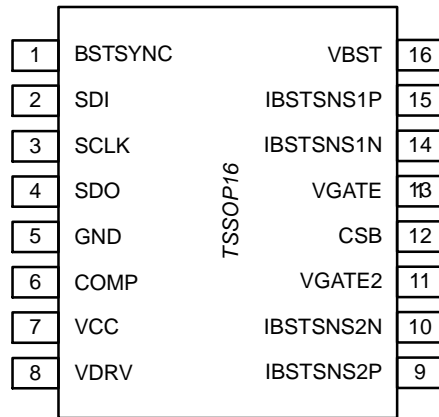 1 BSTSYNC VBST 16
2 SDI IBSTSNS1P 15
3 SCLK IBSTSNS1N 14
4 SDO VGATE 13
5 GND CSB 12
6 COMP VGATE2 11
7 VCC IBSTSNS2N 10
8 VDRV IBSTSNS2P 9
TSSOP16